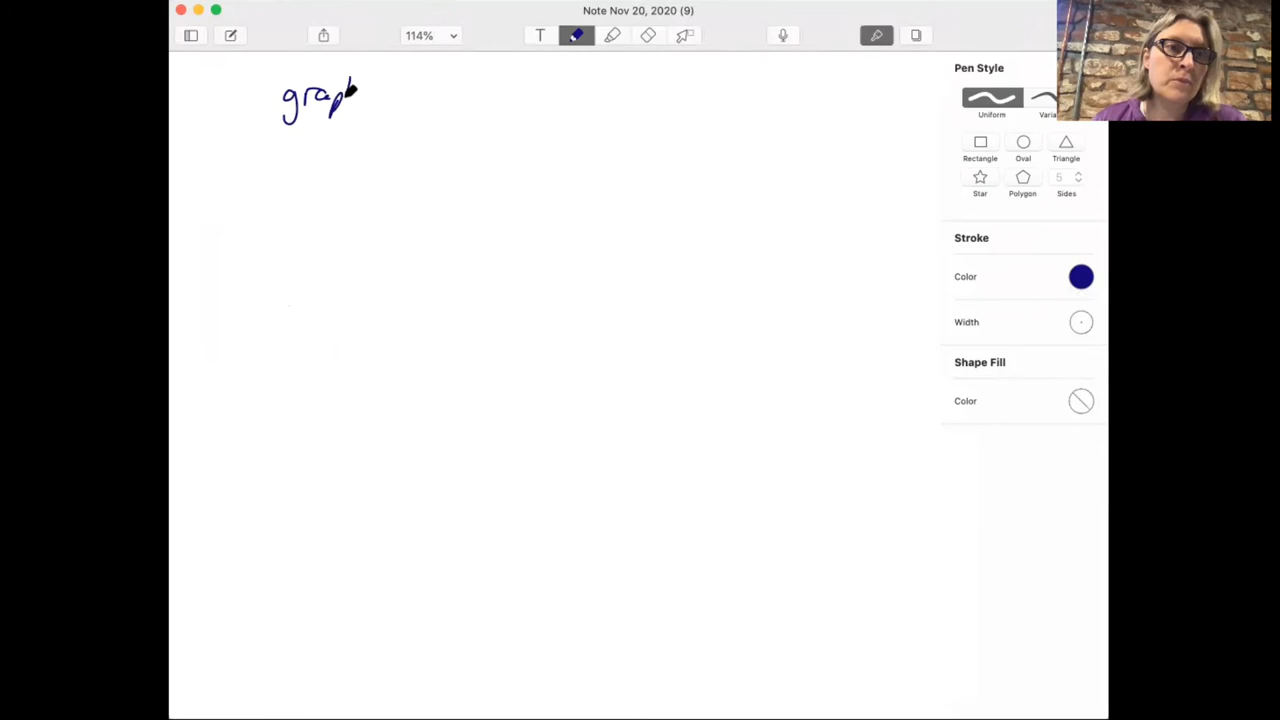 Note Nov 20, 2020 (9)
114%
T
grap
Pen Style
Uniform
Varia
Rectangle
Oval
Triangle
5
Star
Polygon
Sides
Stroke
Color
Width
Shape Fill
Color